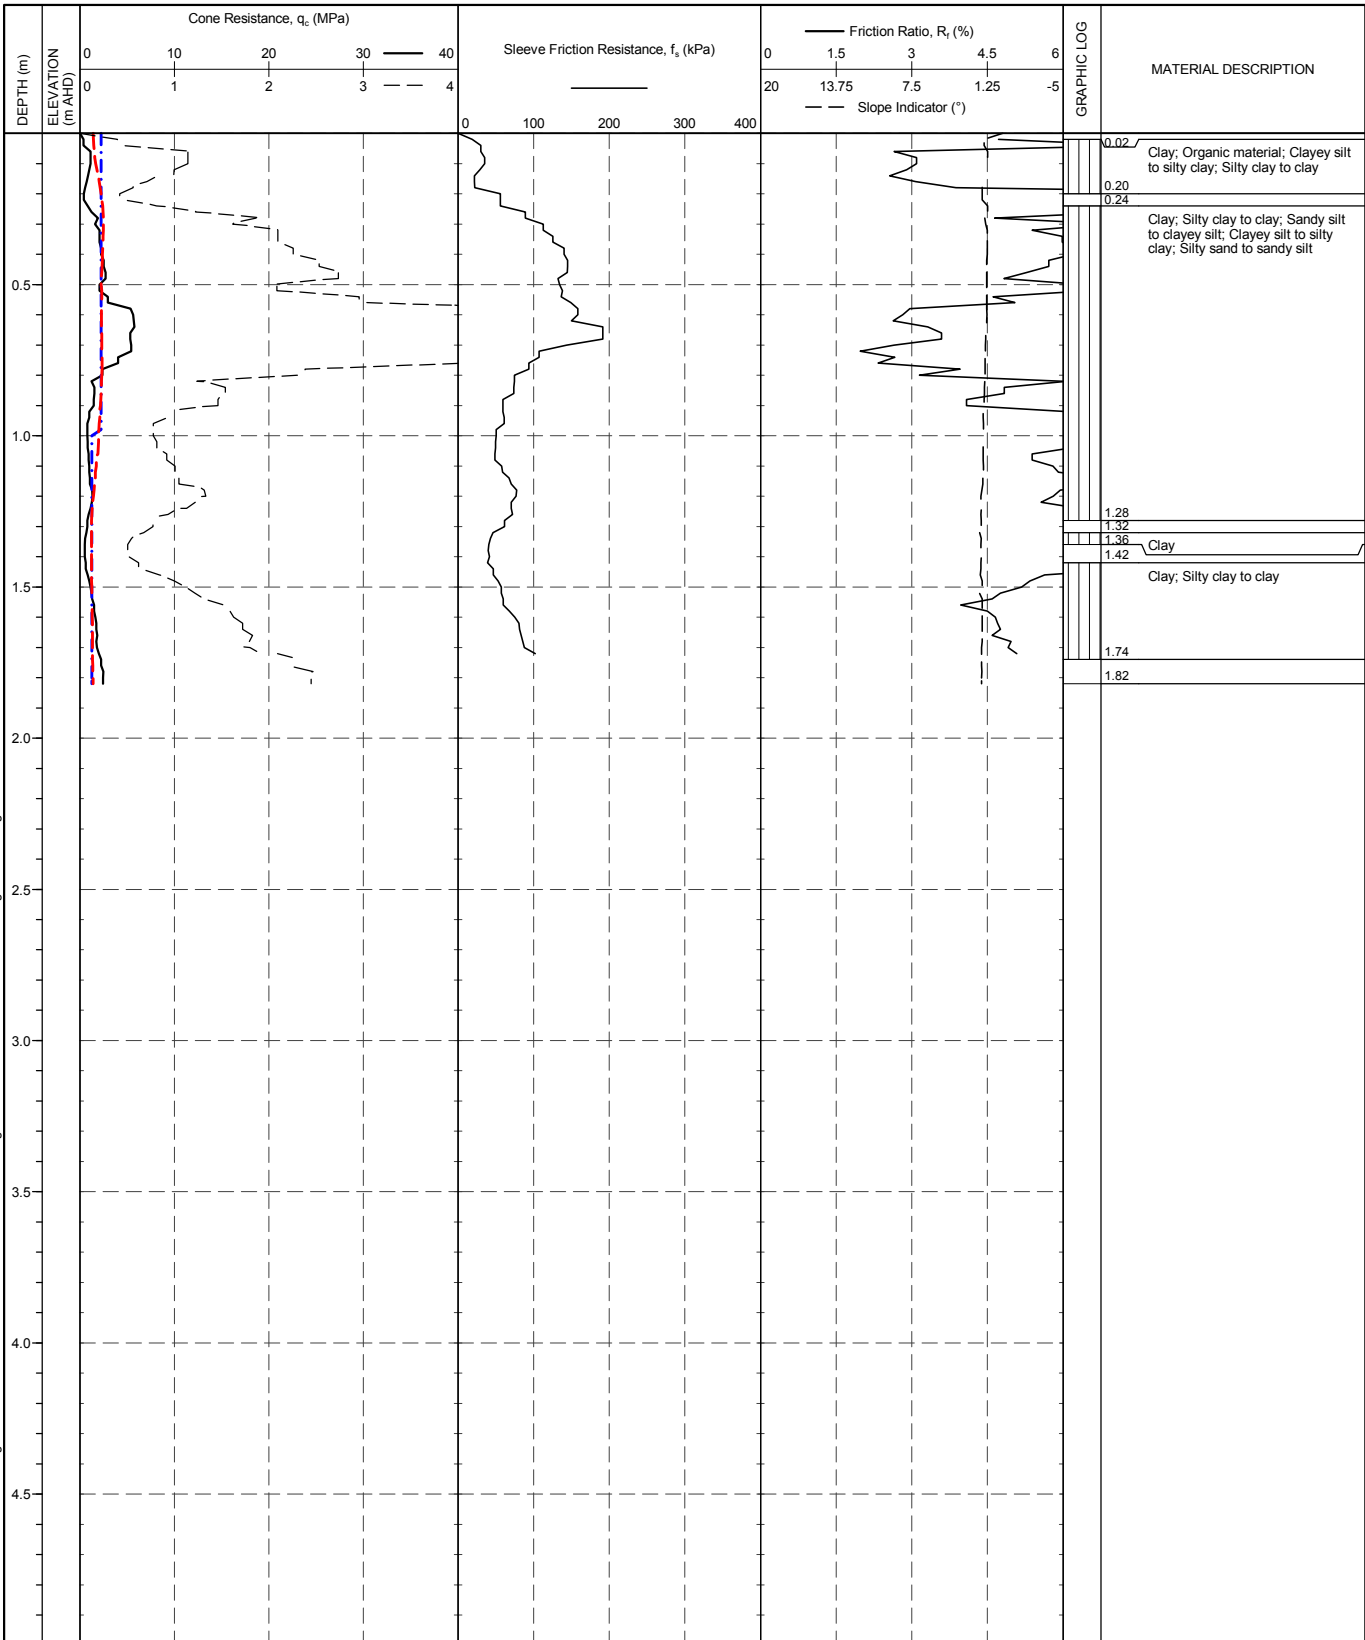 DEPTH (m)
ELEVATION
(m AHD)
Cone Resistance, qc (MPa)
0 10 20 30 40
0 1 2 3 4
Sleeve Friction Resistance, fs (kPa)
0 100 200 300 400
Friction Ratio, Rf (%)
0 1.5 3 4.5 6
20 13.75 7.5 1.25 -5
Slope Indicator (°)
GRAPHIC LOG
MATERIAL DESCRIPTION
0.02
Clay; Organic material; Clayey silt
to silty clay; Silty clay to clay
0.20
0.24
Clay; Silty clay to clay; Sandy silt
to clayey silt; Clayey silt to silty
clay; Silty sand to sandy silt
1.28
1.32
1.36
Clay
1.42
Clay; Silty clay to clay
1.74
1.82
0.5
1.0
1.5
2.0
2.5
3.0
3.5
4.0
4.5